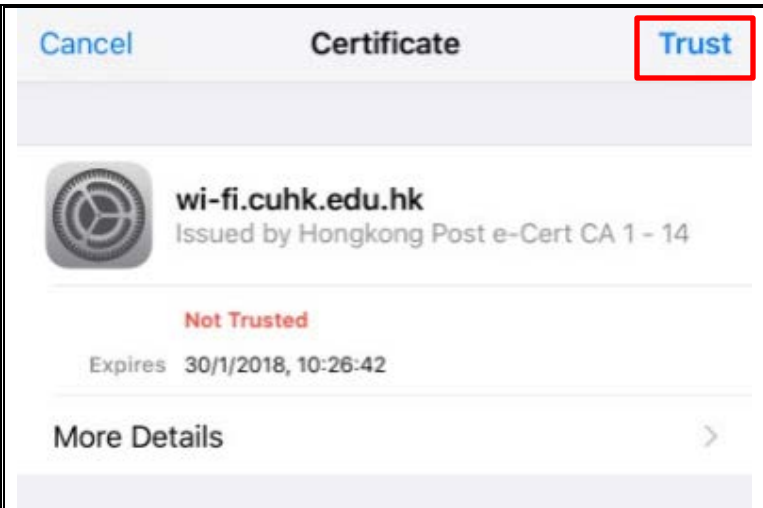 Cancel Certificate Trust
wi-fi.cuhk.edu.hk
Issued by Hongkong Post e-Cert CA 1 - 14
Not Trusted
Expires 30/1/2018, 10:26:42
More Details